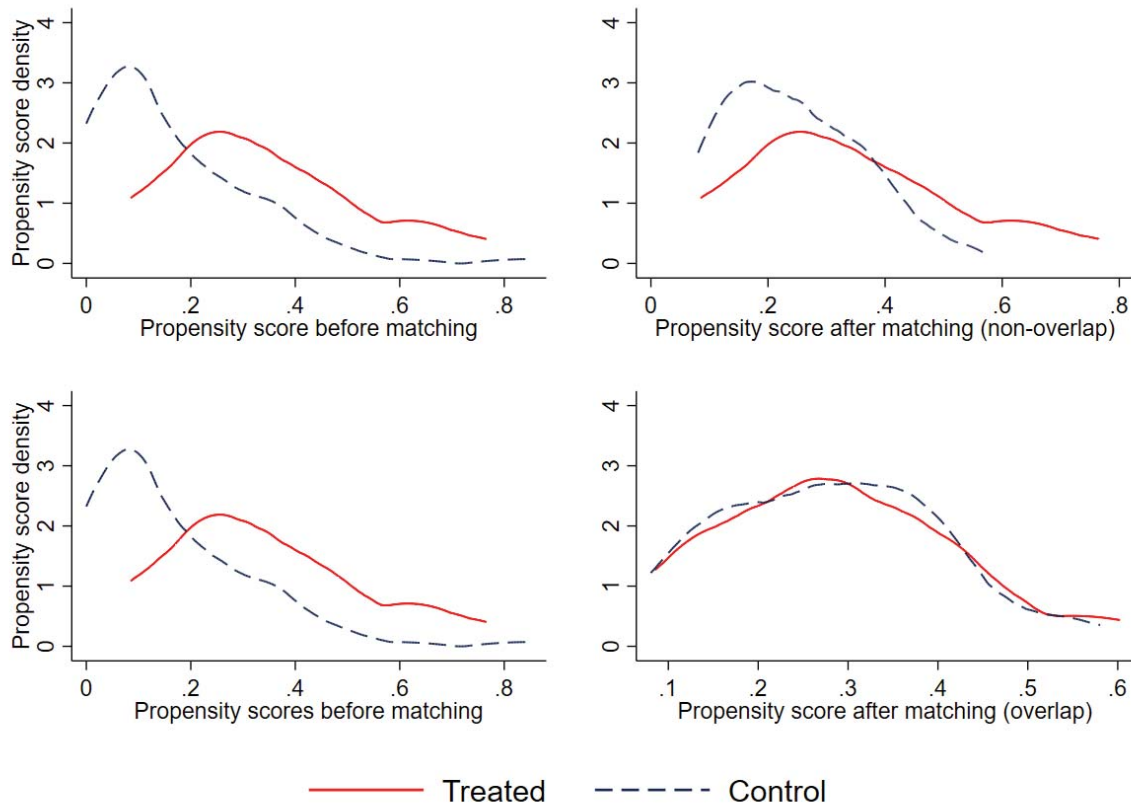 Propensity score density
4
3
2
1
0
0 .2 .4 .6 .8
Propensity score before matching
4
3
2
1
0
0 .2 .4 .6 .8
Propensity score after matching (non-overlap)
Propensity score density
4
3
2
1
0
0 .2 .4 .6 .8
Propensity scores before matching
4
3
2
1
0
.1 .2 .3 .4 .5 .6
Propensity score after matching (overlap)
Treated Control